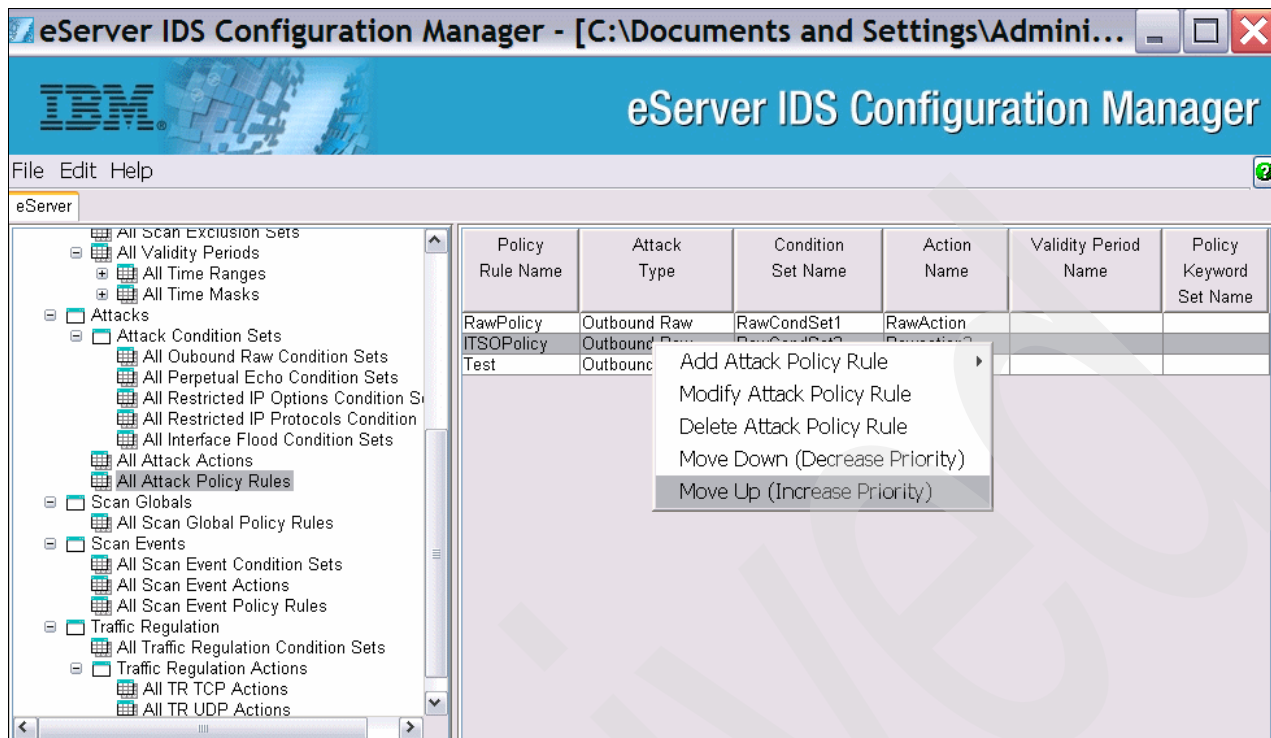 eServer IDS Configuration Manager - [C:\Documents and Settings\Admini...
IBM
eServer IDS Configuration Manager
File Edit Help
eServer
All Scan Exclusion Sets
All Validity Periods
All Time Ranges
All Time Masks
Attacks
Attack Condition Sets
All Oubound Raw Condition Sets
All Perpetual Echo Condition Sets
All Restricted IP Options Condition S
All Restricted IP Protocols Condition
All Interface Flood Condition Sets
All Attack Actions
All Attack Policy Rules
Scan Globals
All Scan Global Policy Rules
Scan Events
All Scan Event Condition Sets
All Scan Event Actions
All Scan Event Policy Rules
Traffic Regulation
All Traffic Regulation Condition Sets
Traffic Regulation Actions
All TR TCP Actions
All TR UDP Actions
Policy Rule Name Attack Type Condition Set Name Action Name Validity Period Name Policy Keyword Set Name
RawPolicy Outbound Raw RawCondSet1 RawAction
ITSOPolicy Outbound Raw
Test
Add Attack Policy Rule
Modify Attack Policy Rule
Delete Attack Policy Rule
Move Down (Decrease Priority)
Move Up (Increase Priority)